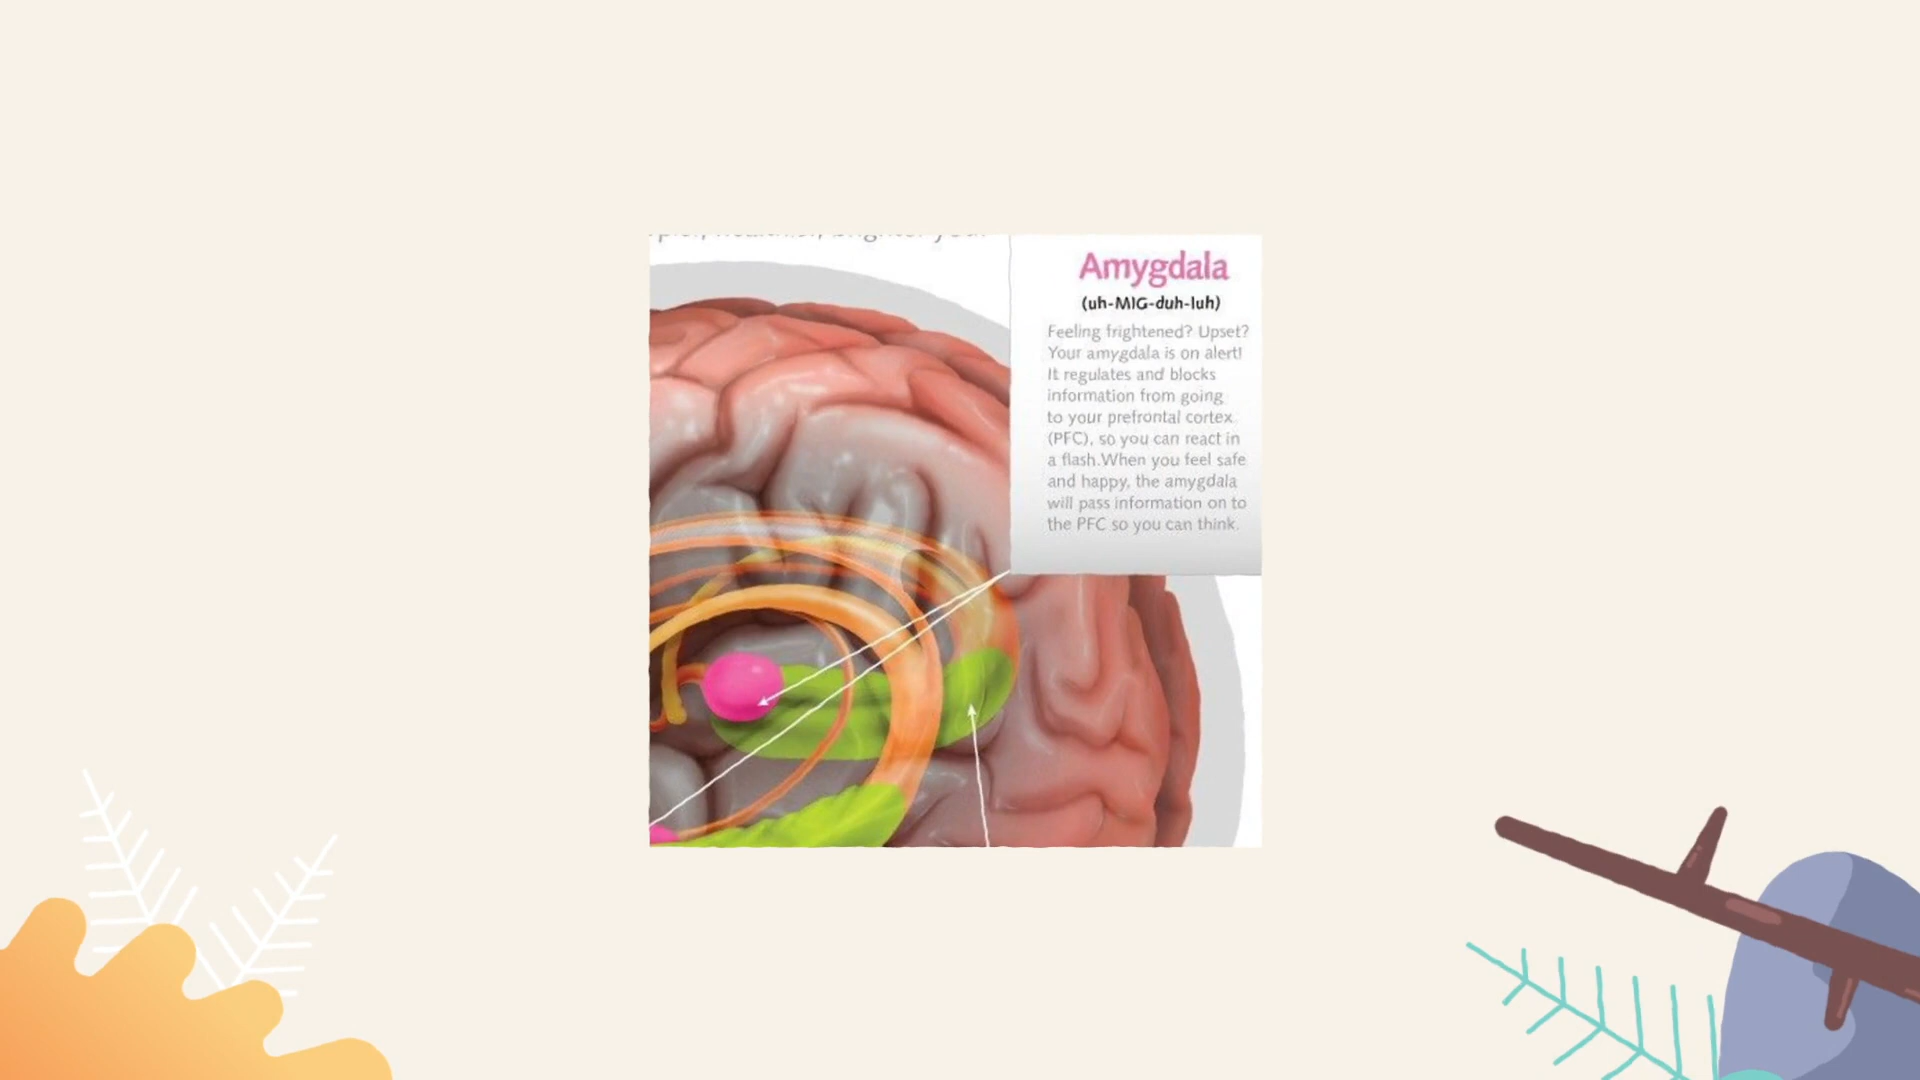 Amygdala
(uh-MIG-duh-luh)
Feeling frightened? Upset?
Your amygdala is on alert!
It regulates and blocks
information from going
to your prefrontal cortex
(PFC), so you can react in
a flash.When you feel safe
and happy, the amygdala
will pass information on to
the PFC so you can think.